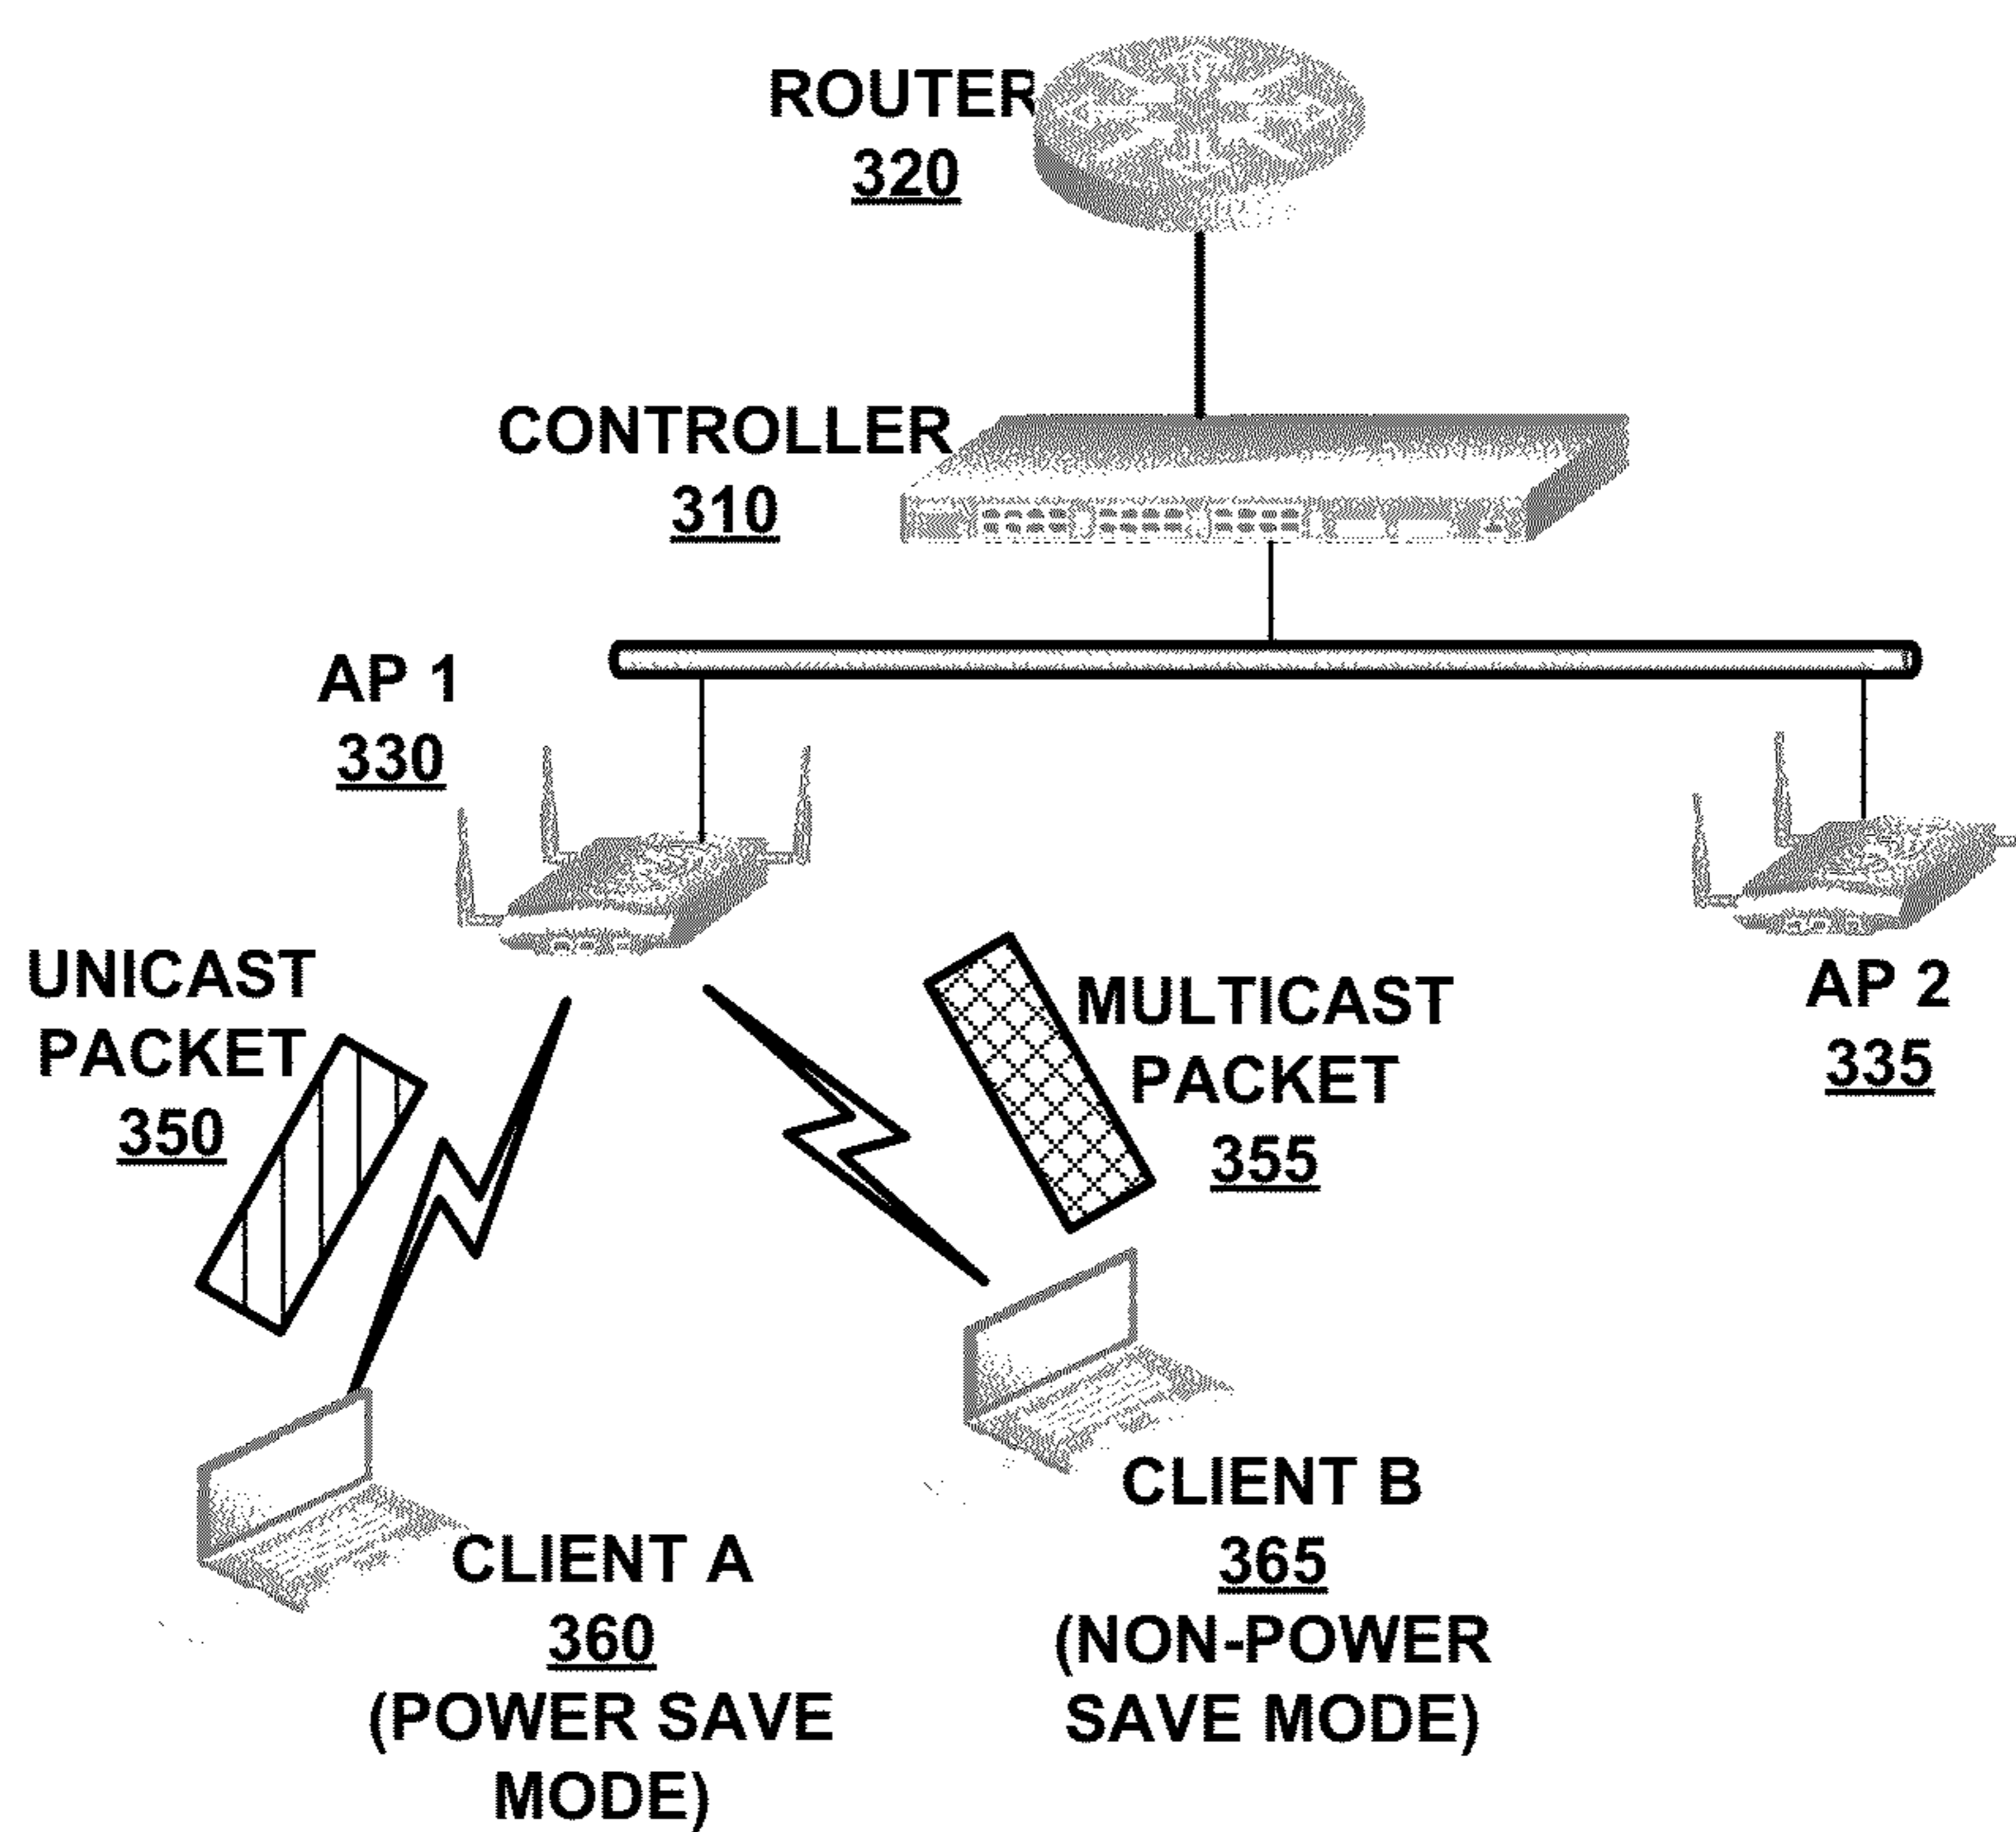 ROUTER
320
CONTROLLER
310
AP 1
330
UNICAST
PACKET
350
MULTICAST
PACKET
355
AP 2
335
CLIENT A
360
(POWER SAVE
MODE)
CLIENT B
365
(NON-POWER
SAVE MODE)